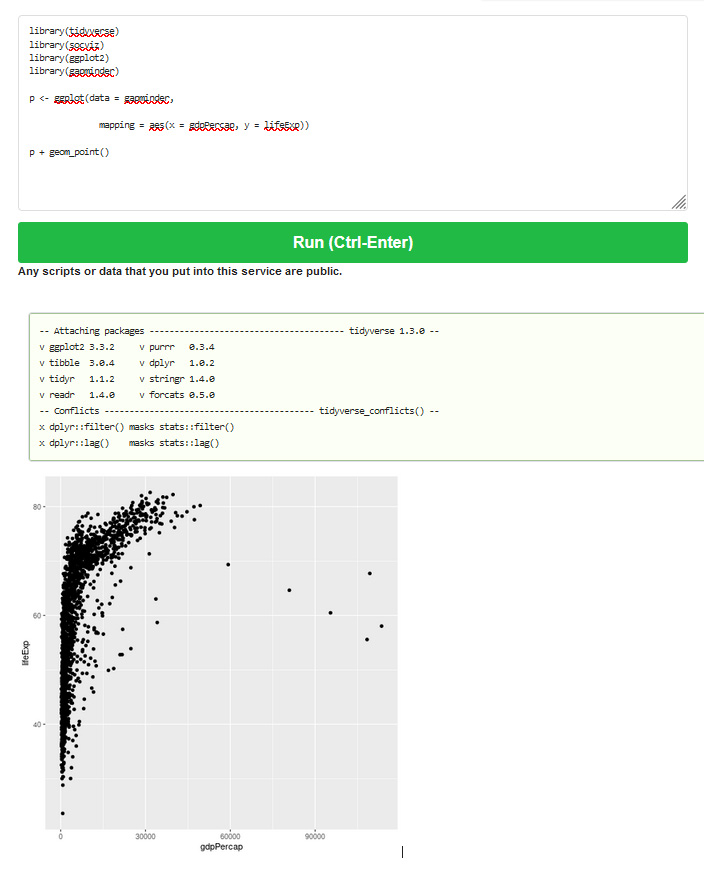 library(tidyverse)
library(socviz)
library(ggplot2)
library(gapminder)
p <- ggplot(data = gapminder,
mapping = aes(x = gdpPercap, y = lifeExp))
p + geom_point()
Run (Ctrl-Enter)
Any scripts or data that you put into this service are public.
-- Attaching packages --------------------------------------- tidyverse 1.3.0 --
v ggplot2 3.3.2     v purrr   0.3.4
v tibble  3.0.4     v dplyr   1.0.2
v tidyr   1.1.2     v stringr 1.4.0
v readr   1.4.0     v forcats 0.5.0
-- Conflicts ------------------------------------------ tidyverse_conflicts() --
x dplyr::filter() masks stats::filter()
x dplyr::lag()    masks stats::lag()
80
60
40
lifeExp
0 30000 60000 90000
gdpPercap